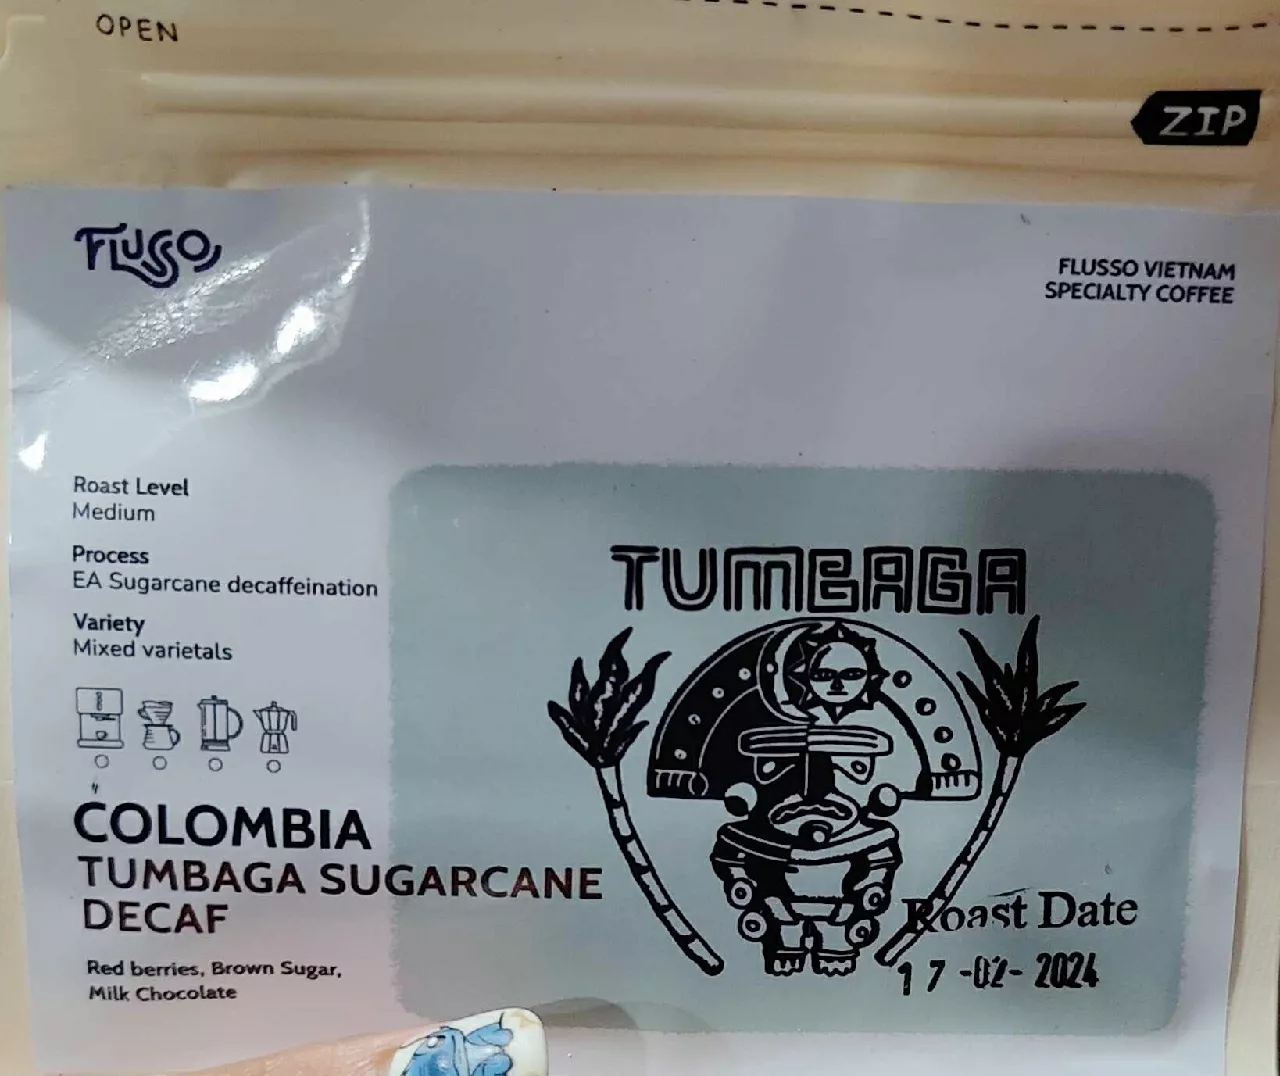 OPEN
ZIP
FLUSSO
FLUSSO VIETNAM
SPECIALTY COFFEE
Roast Level
Medium
Process
EA Sugarcane decaffeination
Variety
Mixed varietals
COLOMBIA
TUMBAGA SUGARCANE
DECAF
Red berries, Brown Sugar,
Milk Chocolate
TUMBAGA
Roast Date
17-02-2024